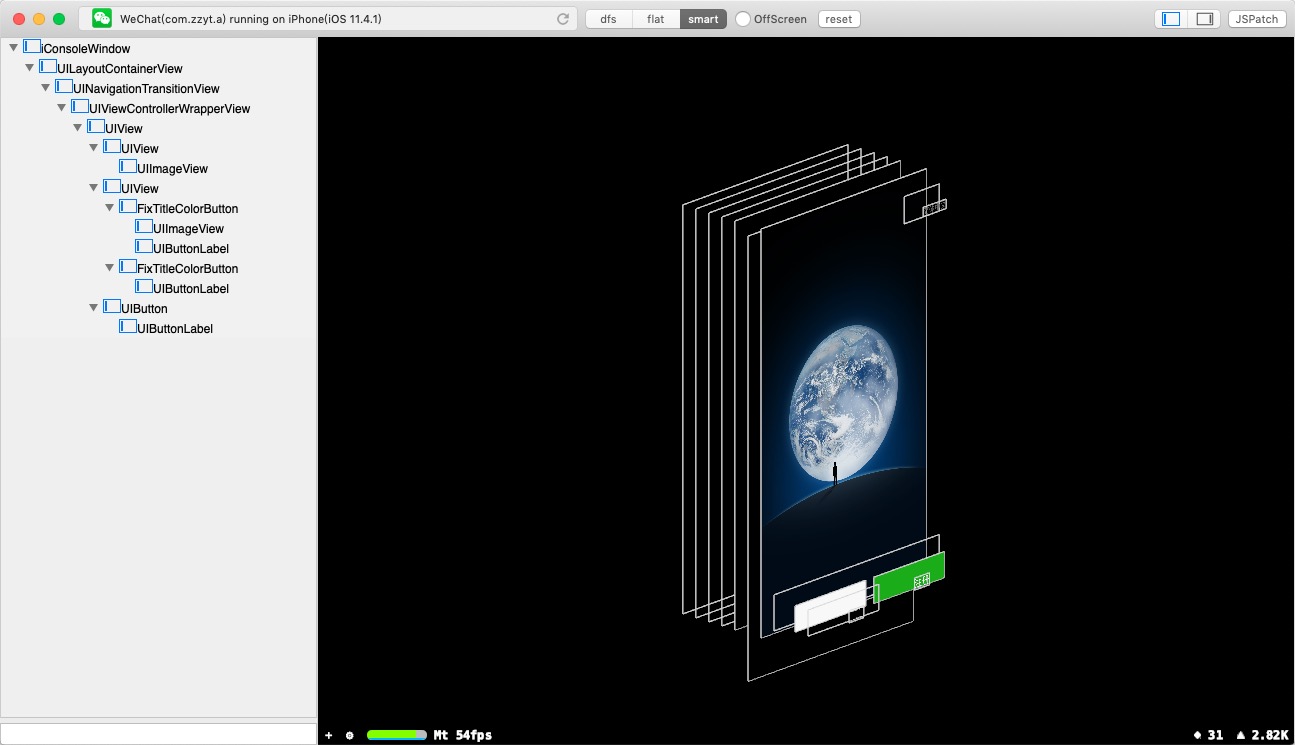 WeChat(com.zzyt.a) running on iPhone(iOS 11.4.1)
dfs flat smart OffScreen reset JSPatch
iConsoleWindow
UILayoutContainerView
UINavigationTransitionView
UIViewControllerWrapperView
UIView
UIView
UIImageView
UIView
FixTitleColorButton
UIImageView
UIButtonLabel
FixTitleColorButton
UIButtonLabel
UIButton
UIButtonLabel
+ Mt 54fps 31 2.82K